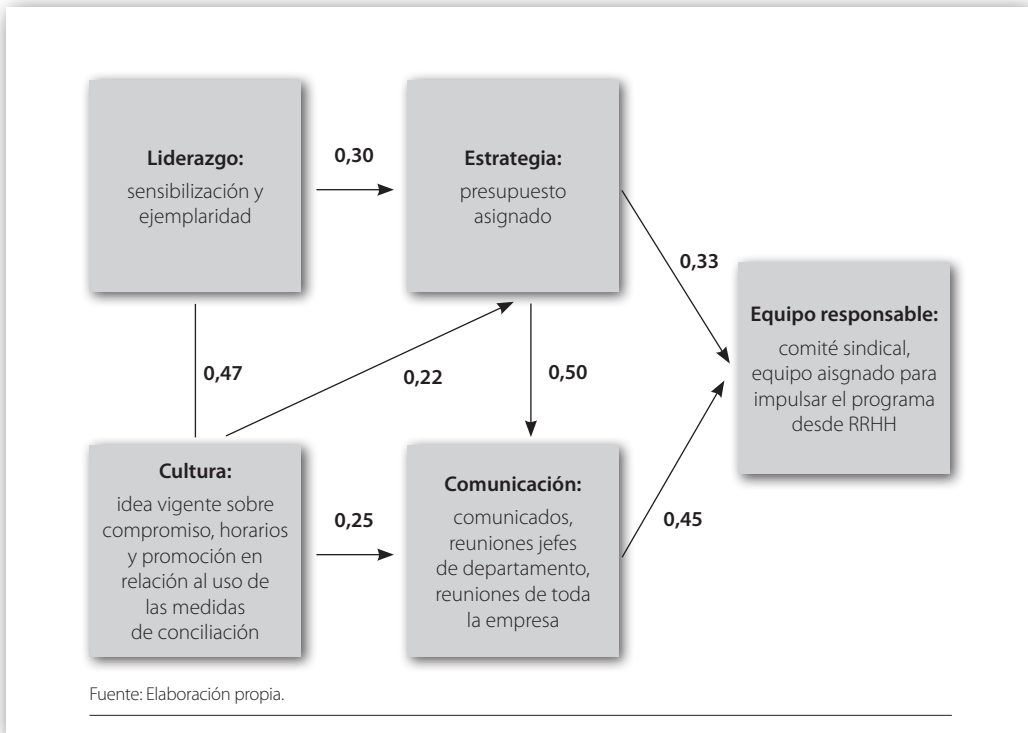 Liderazgo:
sensibilización y
ejemplaridad
0,30
Estrategia:
presupuesto
asignado
0,33
Equipo responsable:
comité sindical,
equipo aisgnado para
impulsar el programa
desde RRHH
0,47
0,22
0,50
Cultura:
idea vigente sobre
compromiso, horarios
y promoción en
relación al uso de
las medidas
de conciliación
0,25
Comunicación:
comunicados,
reuniones jefes
de departamento,
reuniones de toda
la empresa
0,45
Fuente: Elaboración propia.